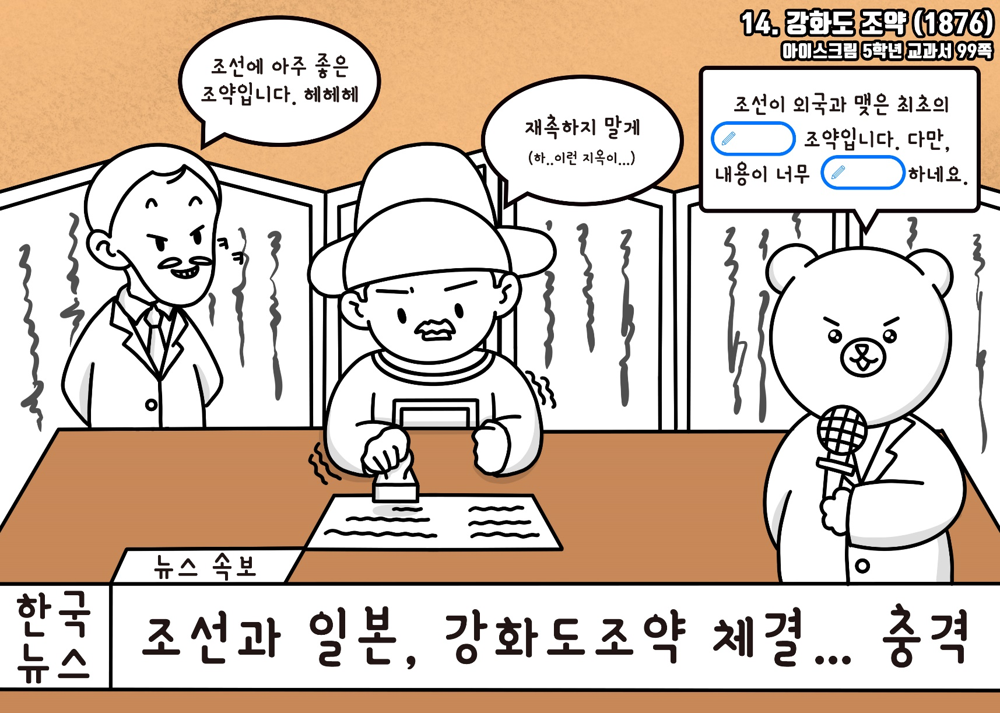 14. 강화도 조약 (1876)
아이스크림 5학년 교과서 99쪽
조선에 아주 좋은
조약입니다. 헤헤헤
재촉하지 말게
(하..이런 지옥이...)
조선이 외국과 맺은 최초의
조약입니다. 다만,
내용이 너무 하네요.
ㅋ
ㅋ
뉴스 속보
한국
뉴스
조선과 일본, 강화도조약 체결... 충격